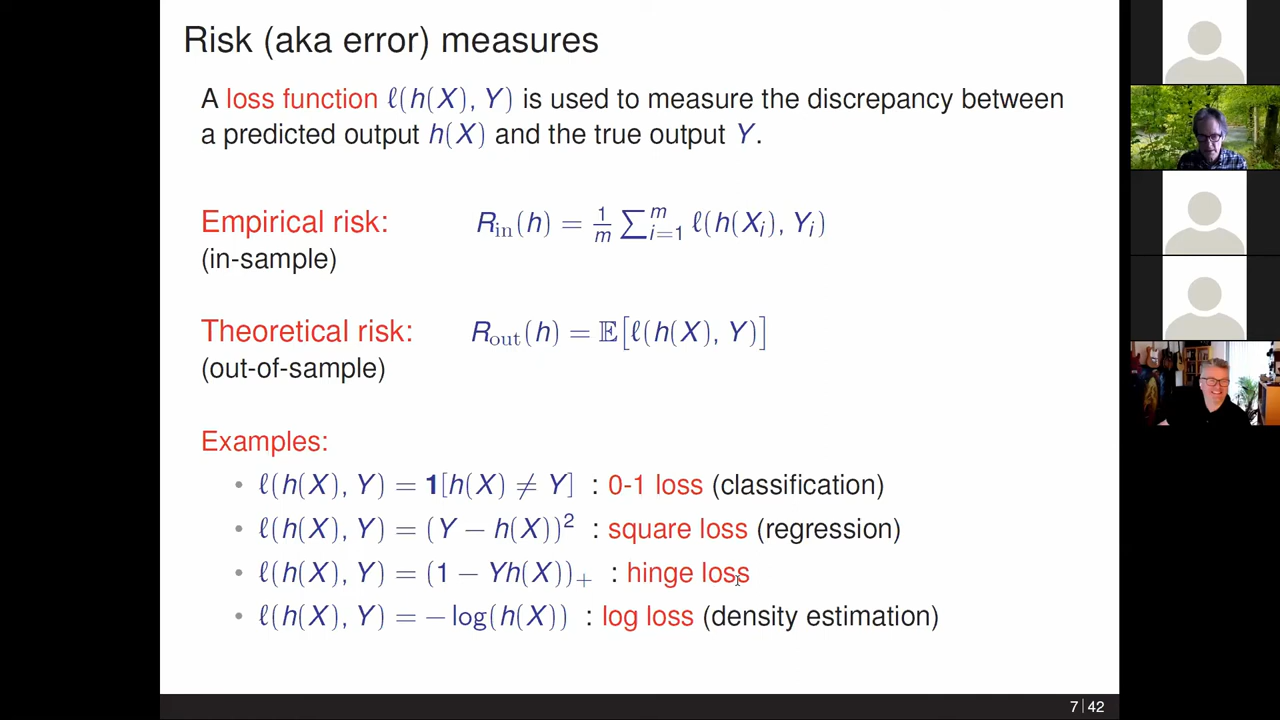 Risk (aka error) measures
A loss function ℓ(h(X), Y) is used to measure the discrepancy between
a predicted output h(X) and the true output Y.
Empirical risk: R_in(h) = 1/m ∑_{i=1}^{m} ℓ(h(X_i), Y_i)
(in-sample)
Theoretical risk: R_out(h) = 𝔼[ℓ(h(X), Y)]
(out-of-sample)
Examples:
• ℓ(h(X), Y) = 𝟏[h(X) ≠ Y] : 0-1 loss (classification)
• ℓ(h(X), Y) = (Y − h(X))² : square loss (regression)
• ℓ(h(X), Y) = (1 − Yh(X))₊ : hinge loss
• ℓ(h(X), Y) = − log(h(X)) : log loss (density estimation)
7 | 42